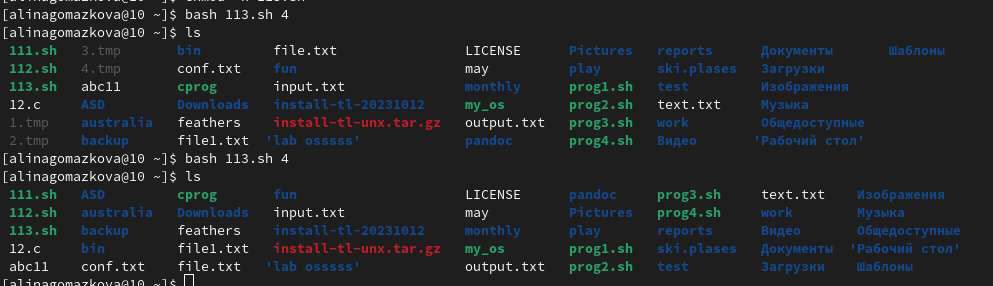 [alinagomazkova@10 ~]$ bash 113.sh 4
[alinagomazkova@10 ~]$ ls
111.sh 3.tmp bin file.txt LICENSE Pictures reports Документы Шаблоны
112.sh 4.tmp conf.txt fun may play ski.plases Загрузки
113.sh abc11 cprog input.txt monthly prog1.sh test Изображения
12.c ASD Downloads install-tl-20231012 my_os prog2.sh text.txt Музыка
1.tmp australia feathers install-tl-unx.tar.gz output.txt prog3.sh work Общедоступные
2.tmp backup file1.txt 'lab osssss' pandoc prog4.sh Видео 'Рабочий стол'
[alinagomazkova@10 ~]$ bash 113.sh 4
[alinagomazkova@10 ~]$ ls
111.sh ASD cprog fun LICENSE pandoc prog3.sh text.txt Изображения
112.sh australia Downloads input.txt may Pictures prog4.sh work Музыка
113.sh backup feathers install-tl-20231012 monthly play reports Видео Общедоступные
12.c bin file1.txt install-tl-unx.tar.gz my_os prog1.sh ski.plases Документы 'Рабочий стол'
abc11 conf.txt file.txt 'lab osssss' output.txt prog2.sh test Загрузки Шаблоны
[alinagomazkova@10 ~]$